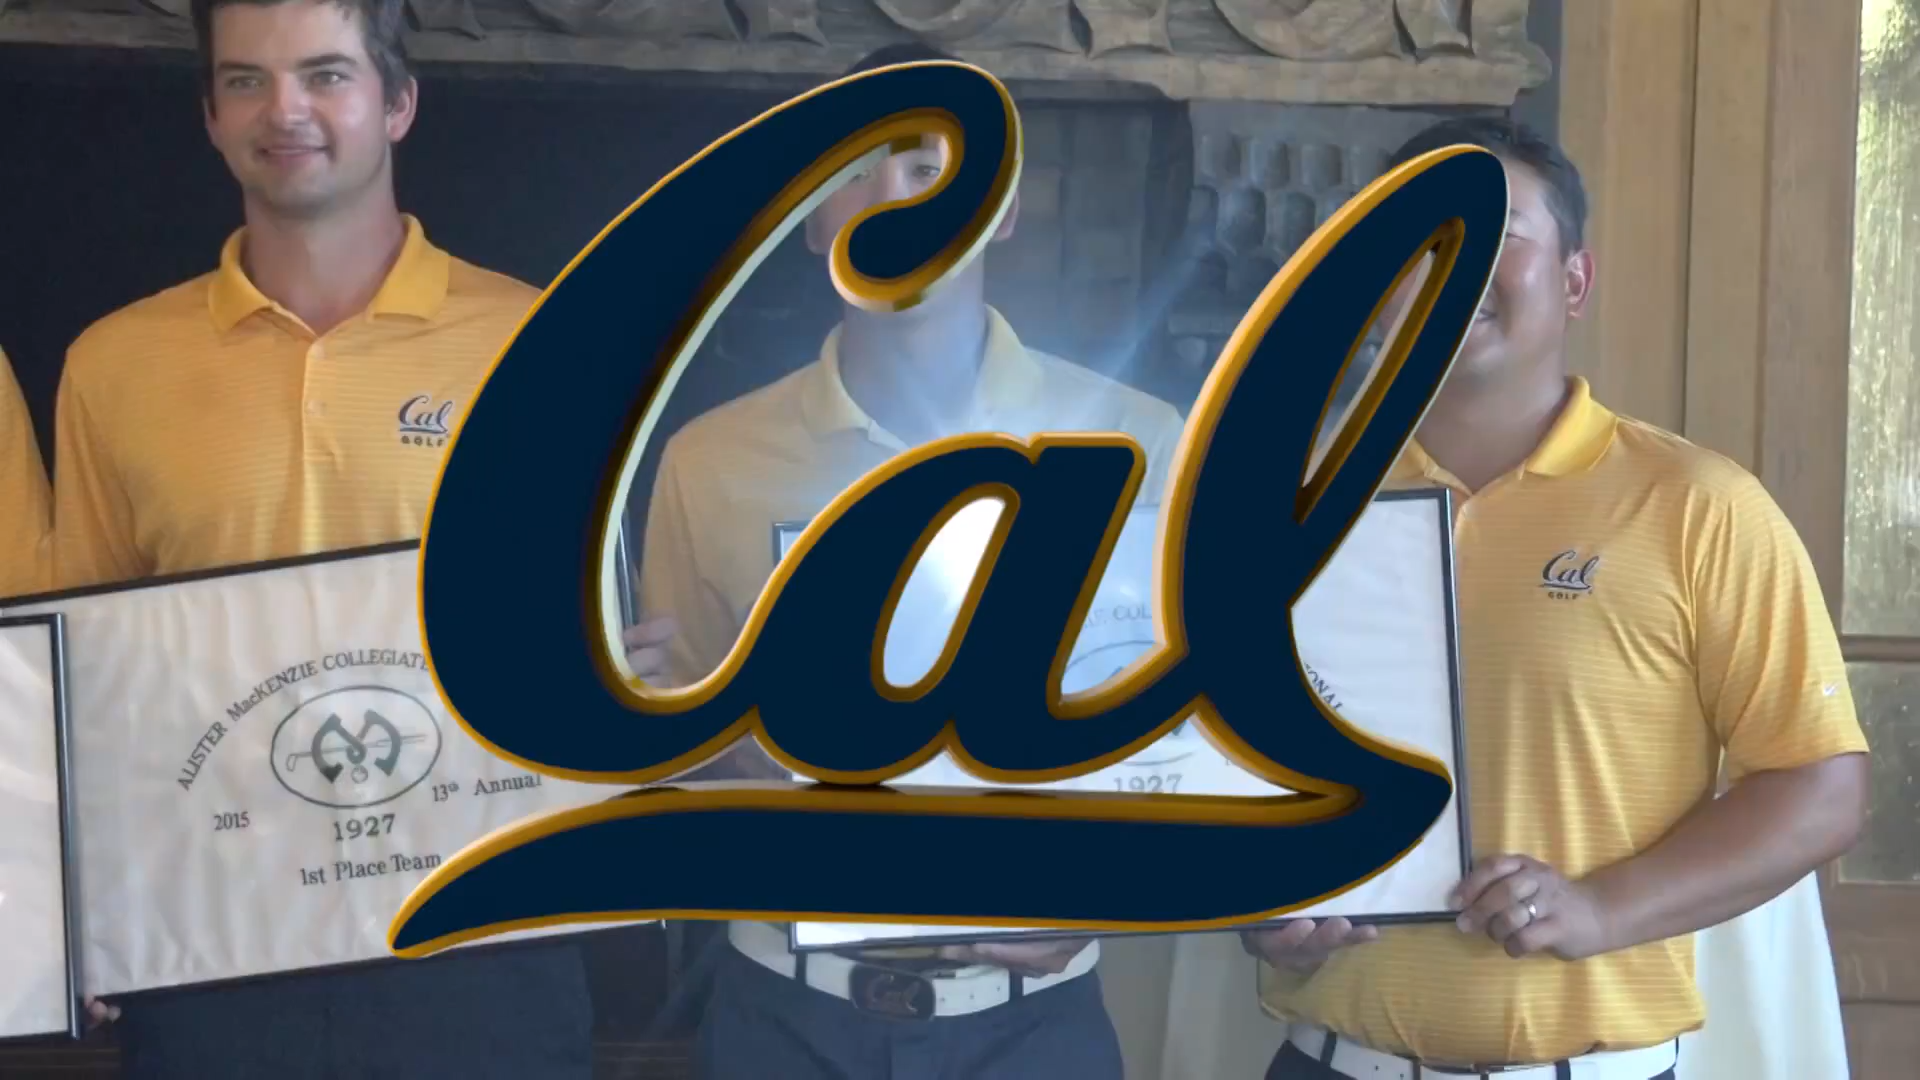 Cal
Cal
GOLF
Cal
GOLF
ALISTER MacKENZIE COLLEGIATE
2015
13th Annual
1927
1st Place Team
1927
Cal